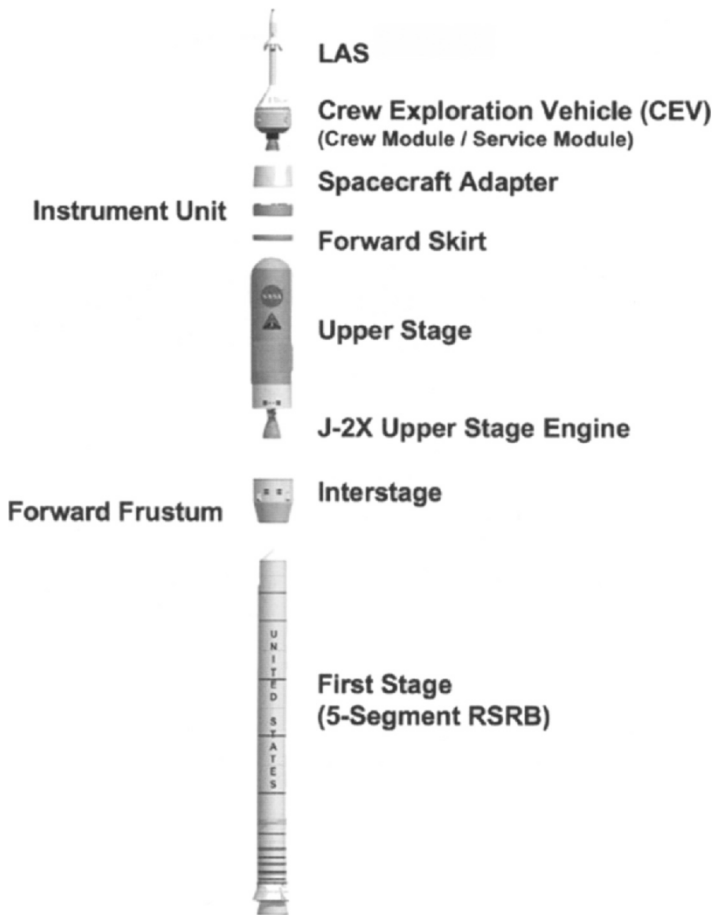 LAS
Crew Exploration Vehicle (CEV)
(Crew Module / Service Module)
Spacecraft Adapter
Instrument Unit
Forward Skirt
NASA
Upper Stage
J-2X Upper Stage Engine
Interstage
Forward Frustum
UNITED STATES
First Stage
(5-Segment RSRB)